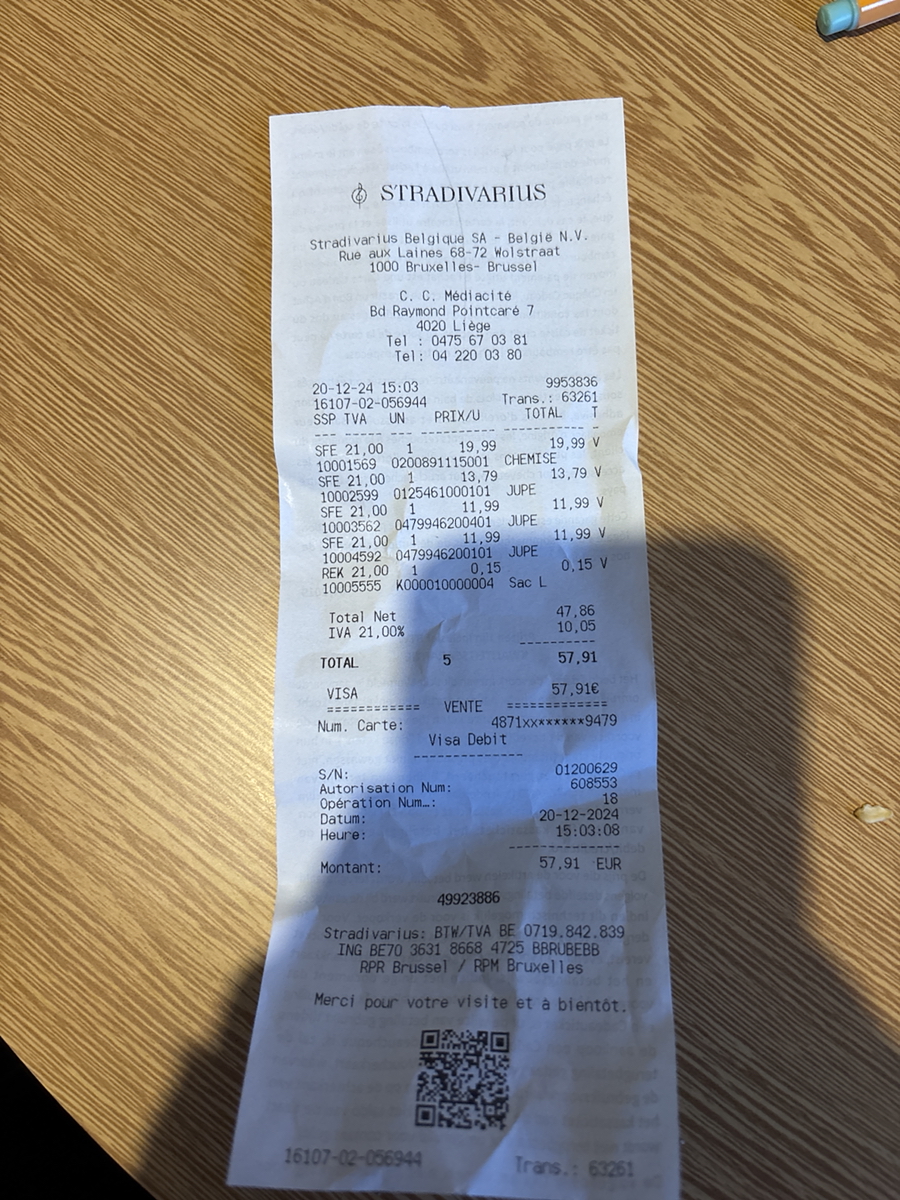 STRADIVARIUS
Stradivarius Belgique SA - België N.V.
Rue aux Laines 68-72 Wolstraat
1000 Bruxelles- Brussel
C. C. Médiacité
Bd Raymond Pointcaré 7
4020 Liège
Tel : 0475 67 03 81
Tel: 04 220 03 80
20-12-24 15:03 9953836
16107-02-056944 Trans.: 63261
SSP TVA UN PRIX/U TOTAL T
--- --- --- --------- ----------- -
SFE 21,00 1 19,99 19,99 V
10001569 0200891115001 CHEMISE
SFE 21,00 1 13,79 13,79 V
10002599 0125461000101 JUPE
SFE 21,00 1 11,99 11,99 V
10003562 0479946200401 JUPE
SFE 21,00 1 11,99 11,99 V
10004592 0479946200101 JUPE
REK 21,00 1 0,15 0,15 V
10005555 K000010000004 Sac L
Total Net 47,86
IVA 21,00% 10,05
----------
TOTAL 5 57,91
VISA 57,91€
============ VENTE =============
Num. Carte: 4871xx******9479
Visa Debit
--------------
S/N: 01200629
Autorisation Num: 608553
Opération Num…: 18
Datum: 20-12-2024
Heure: 15:03:08
--------------
Montant: 57,91 EUR
49923886
Stradivarius: BTW/TVA BE 0719.842.839
ING BE70 3631 8668 4725 BBRUBEBB
RPR Brussel / RPM Bruxelles
Merci pour votre visite et à bientôt.
16107-02-056944 Trans.: 63261